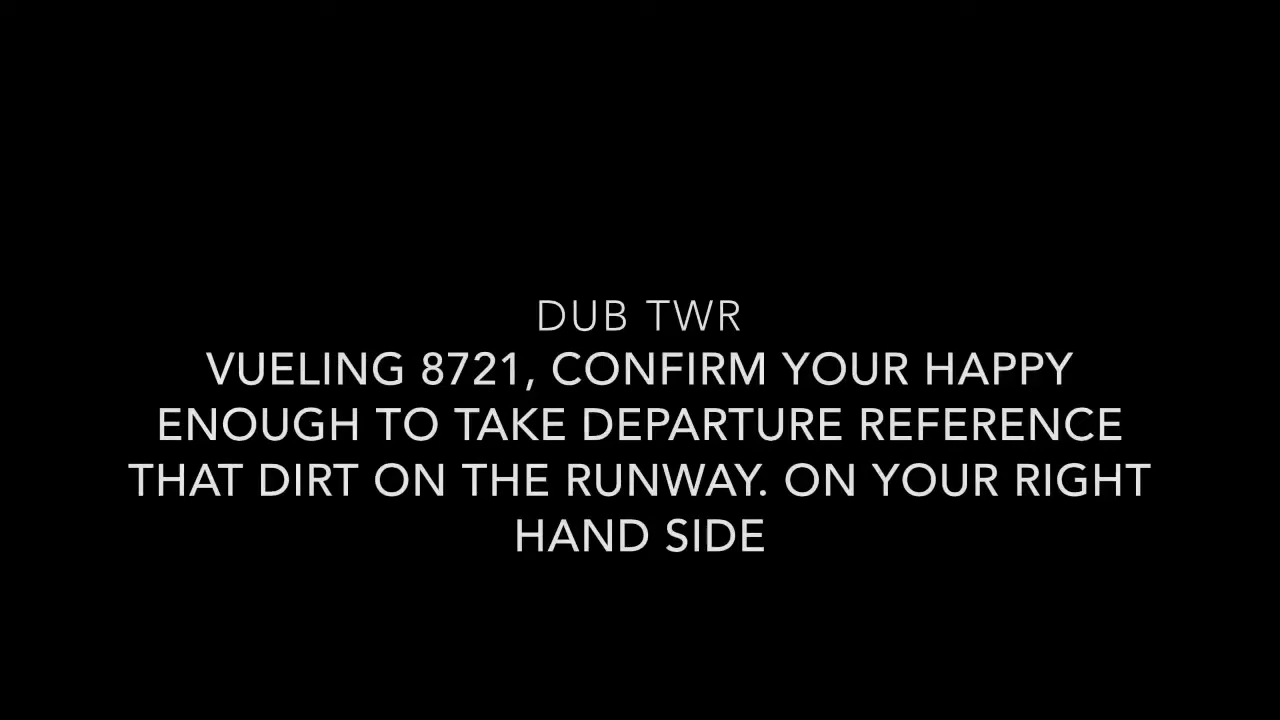 DUB TWR
VUELING 8721, CONFIRM YOUR HAPPY
ENOUGH TO TAKE DEPARTURE REFERENCE
THAT DIRT ON THE RUNWAY. ON YOUR RIGHT
HAND SIDE